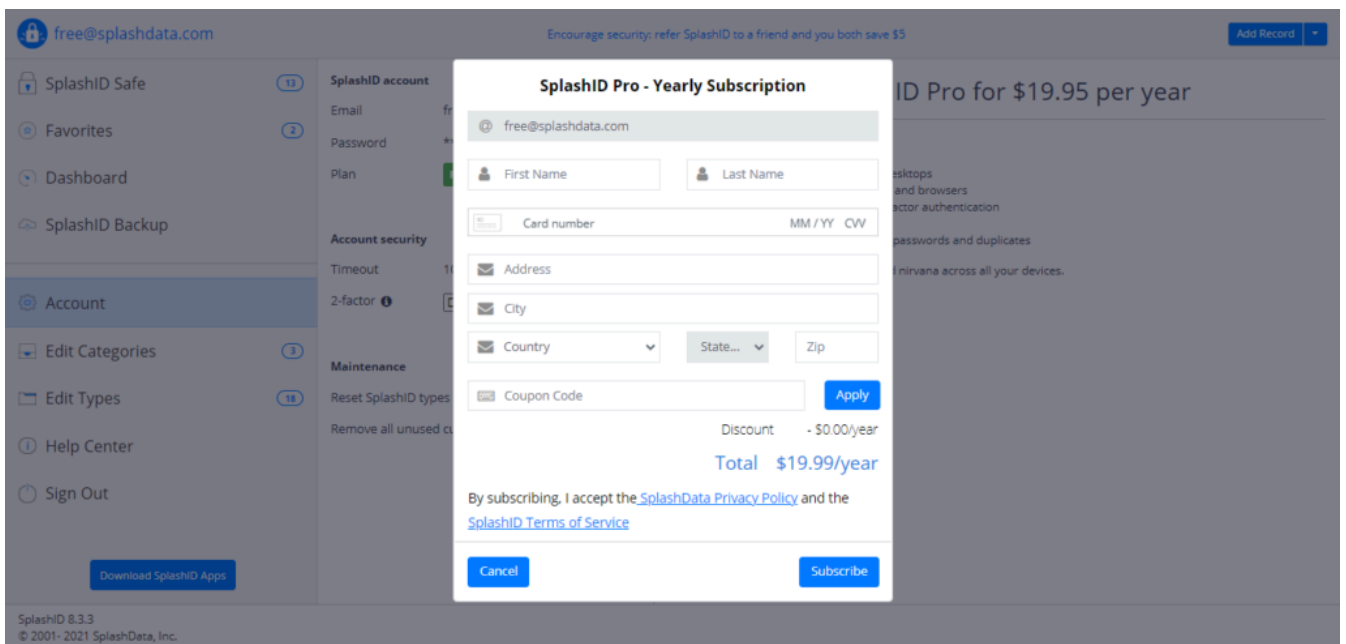 free@splashdata.com
Encourage security: refer SplashID to a friend and you both save $5
Add Record
SplashID Safe 13
Favorites 2
Dashboard
SplashID Backup
Account
Edit Categories 3
Edit Types 18
Help Center
Sign Out
Download SplashID Apps
SplashID 8.3.3
© 2001- 2021 SplashData, Inc.
SplashID account
Email
Password
Plan
Account security
Timeout
2-factor
Maintenance
Reset SplashID types
Remove all unused
SplashID Pro - Yearly Subscription
@ free@splashdata.com
First Name Last Name
Card number MM / YY CVV
Address
City
Country State... Zip
Coupon Code Apply
Discount - $0.00/year
Total $19.99/year
By subscribing, I accept the SplashData Privacy Policy and the
SplashID Terms of Service
Cancel Subscribe
ID Pro for $19.95 per year
and browsers
authentication
passwords and duplicates
nirvana across all your devices.